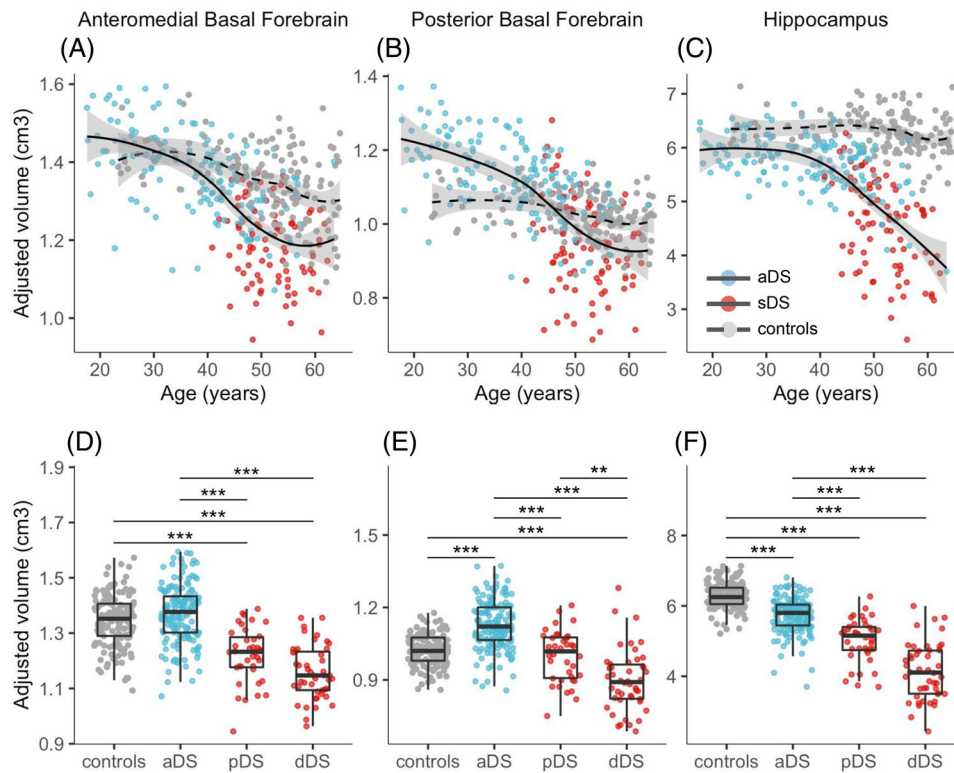 Anteromedial Basal Forebrain
Posterior Basal Forebrain
Hippocampus
(A)
(B)
(C)
Adjusted volume (cm3)
1.6
1.4
1.2
1.0
20 30 40 50 60
Age (years)
1.4
1.2
1.0
0.8
20 30 40 50 60
Age (years)
7
6
5
4
3
20 30 40 50 60
Age (years)
aDS
sDS
controls
(D)
(E)
(F)
Adjusted volume (cm3)
1.9
1.7
1.5
1.3
1.1
0.9
***
***
***
***
controls aDS pDS dDS
1.5
1.2
0.9
**
***
***
***
***
controls aDS pDS dDS
8
6
4
***
***
***
***
***
controls aDS pDS dDS